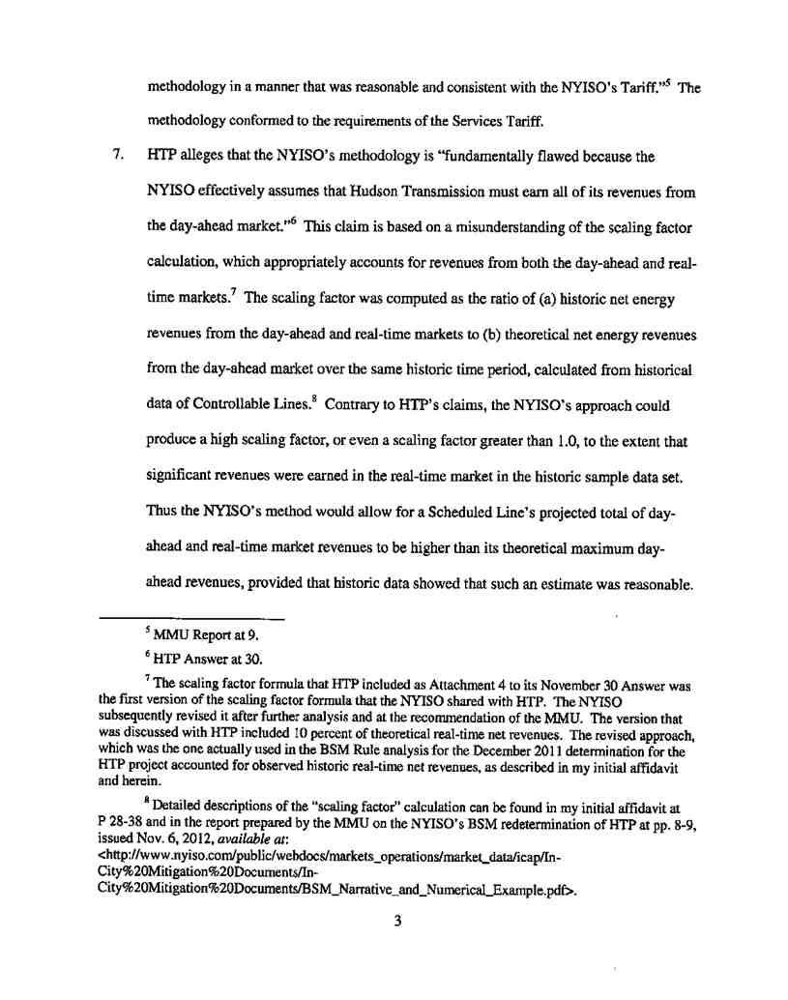 methodology in a manner that was reasonable and consistent with the NYISO's Tariff."5 The
methodology conformed to the requirements of the Services Tariff.
7. HTP alleges that the NYISO's methodology is "fundamentally flawed because the
NYISO effectively assumes that Hudson Transmission must earn all of its revenues from
the day-ahead market."6 This claim is based on a misunderstanding of the scaling factor
calculation, which appropriately accounts for revenues from both the day-ahead and real-
time markets.7 The scaling factor was computed as the ratio of (a) historic net energy
revenues from the day-ahead and real-time markets to (b) theoretical net energy revenues
from the day-ahead market over the same historic time period, calculated from historical
data of Controllable Lines.8 Contrary to HTP's claims, the NYISO's approach could
produce a high scaling factor, or even a scaling factor greater than 1.0, to the extent that
significant revenues were earned in the real-time market in the historic sample data set.
Thus the NYISO's method would allow for a Scheduled Line's projected total of day-
ahead and real-time market revenues to be higher than its theoretical maximum day-
ahead revenues, provided that historic data showed that such an estimate was reasonable.
5 MMU Report at 9.
6 HTP Answer at 30.
7 The scaling factor formula that HTP included as Attachment 4 to its November 30 Answer was
the first version of the scaling factor formula that the NYISO shared with HTP. The NYISO
subsequently revised it after further analysis and at the recommendation of the MMU. The version that
was discussed with HTP included 10 percent of theoretical real-time net revenues. The revised approach,
which was the one actually used in the BSM Rule analysis for the December 2011 determination for the
HTP project accounted for observed historic real-time net revenues, as described in my initial affidavit
and herein.
8 Detailed descriptions of the "scaling factor" calculation can be found in my initial affidavit at
P 28-38 and in the report prepared by the MMU on the NYISO's BSM redetermination of HTP at pp. 8-9,
issued Nov. 6, 2012, available at:
<http://www.nyiso.com/public/webdocs/markets_operations/market_data/icap/In-
City%20Mitigation%20Documents/In-
City%20Mitigation%20Documents/BSM_Narrative_and_Numerical_Example.pdf>.
3